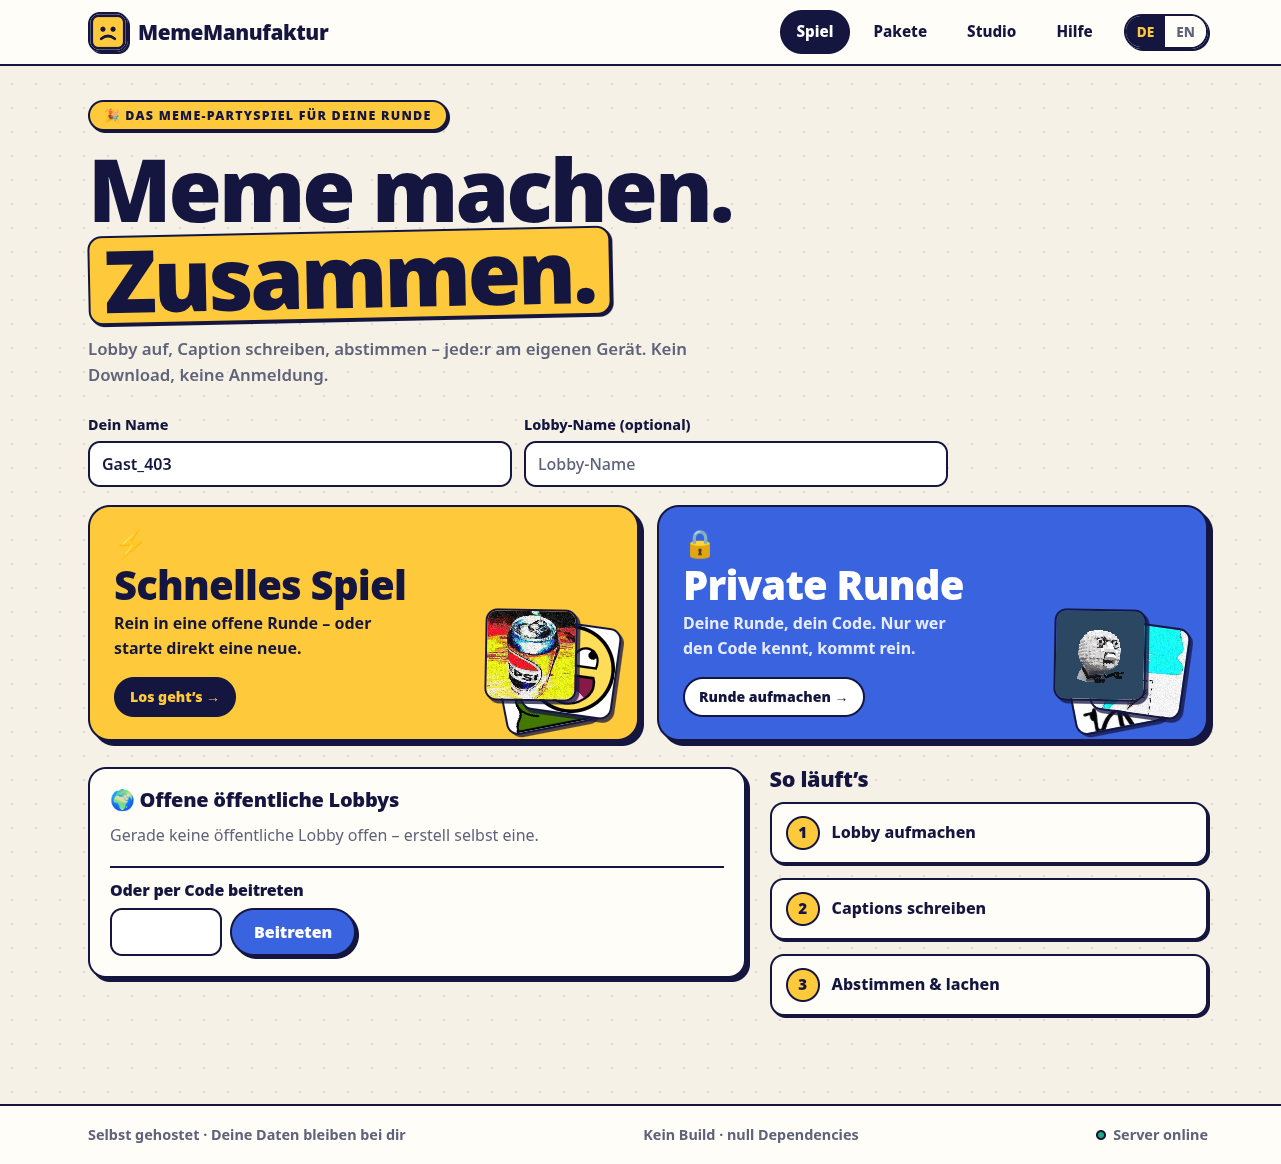 MemeManufaktur
Spiel
Pakete
Studio
Hilfe
DE
EN
🎉 DAS MEME-PARTYSPIEL FÜR DEINE RUNDE
Meme machen.
Zusammen.
Lobby auf, Caption schreiben, abstimmen – jede:r am eigenen Gerät. Kein
Download, keine Anmeldung.
Dein Name
Gast_403
Lobby-Name (optional)
Lobby-Name
⚡
Schnelles Spiel
Rein in eine offene Runde – oder
starte direkt eine neue.
Los geht’s →
🔒
Private Runde
Deine Runde, dein Code. Nur wer
den Code kennt, kommt rein.
Runde aufmachen →
🌍 Offene öffentliche Lobbys
Gerade keine öffentliche Lobby offen – erstell selbst eine.
Oder per Code beitreten
Beitreten
So läuft’s
1 Lobby aufmachen
2 Captions schreiben
3 Abstimmen & lachen
Selbst gehostet · Deine Daten bleiben bei dir
Kein Build · null Dependencies
Server online